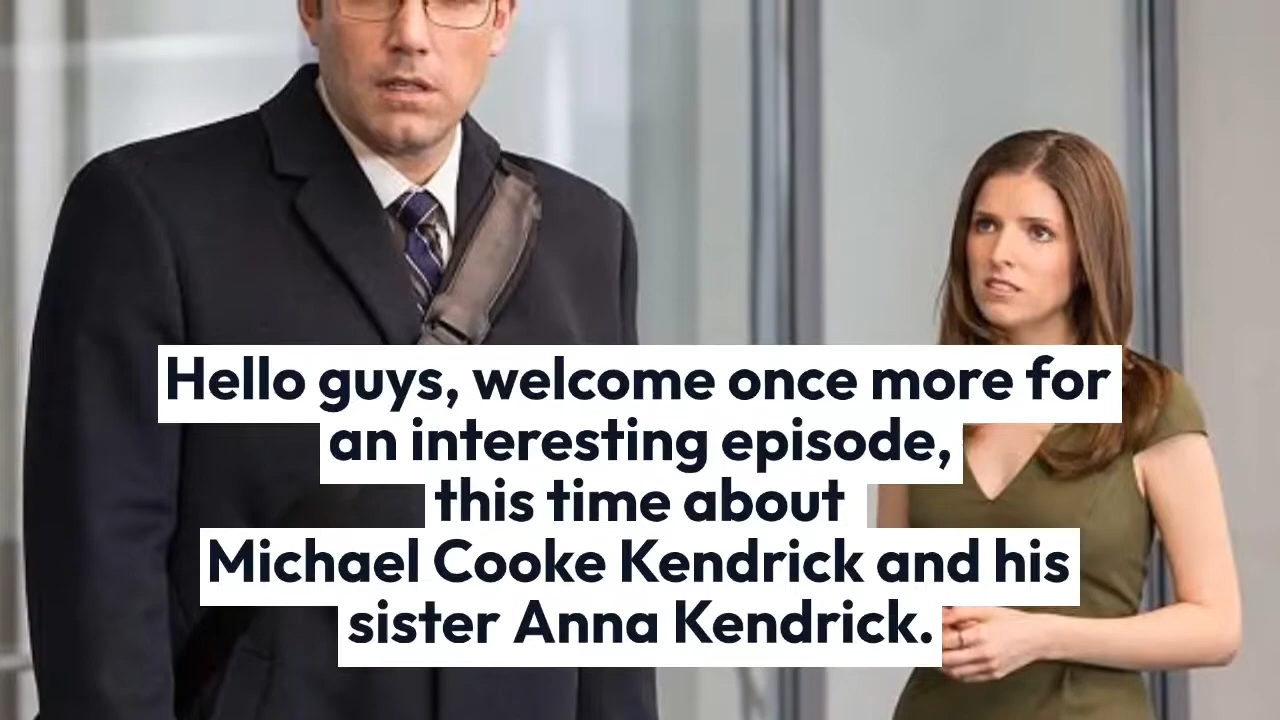 Hello guys, welcome once more for
an interesting episode,
this time about
Michael Cooke Kendrick and his
sister Anna Kendrick.